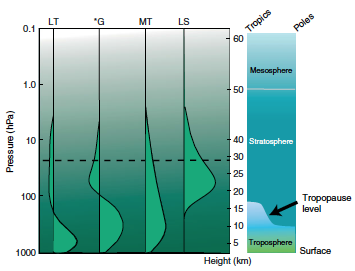 LT *G MT LS
Tropics
Poles
0.1
1.0
10
100
1000
Pressure (hPa)
60
50
40
30
25
20
15
10
5
Height (km)
Mesosphere
Stratosphere
Troposphere
Tropopause
level
Surface